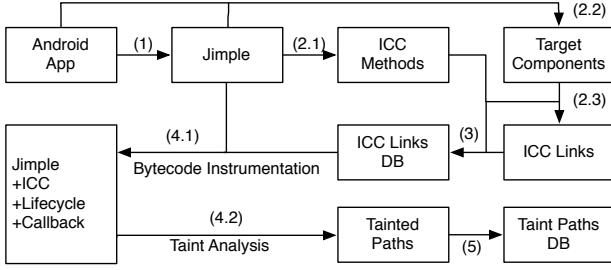 (2.2)
Android
App
(1)
Jimple
(2.1)
ICC
Methods
Target
Components
(2.3)
(4.1)
Bytecode Instrumentation
ICC Links
DB
(3)
ICC Links
Jimple
+ICC
+Lifecycle
+Callback
(4.2)
Taint Analysis
Tainted
Paths
(5)
Taint Paths
DB